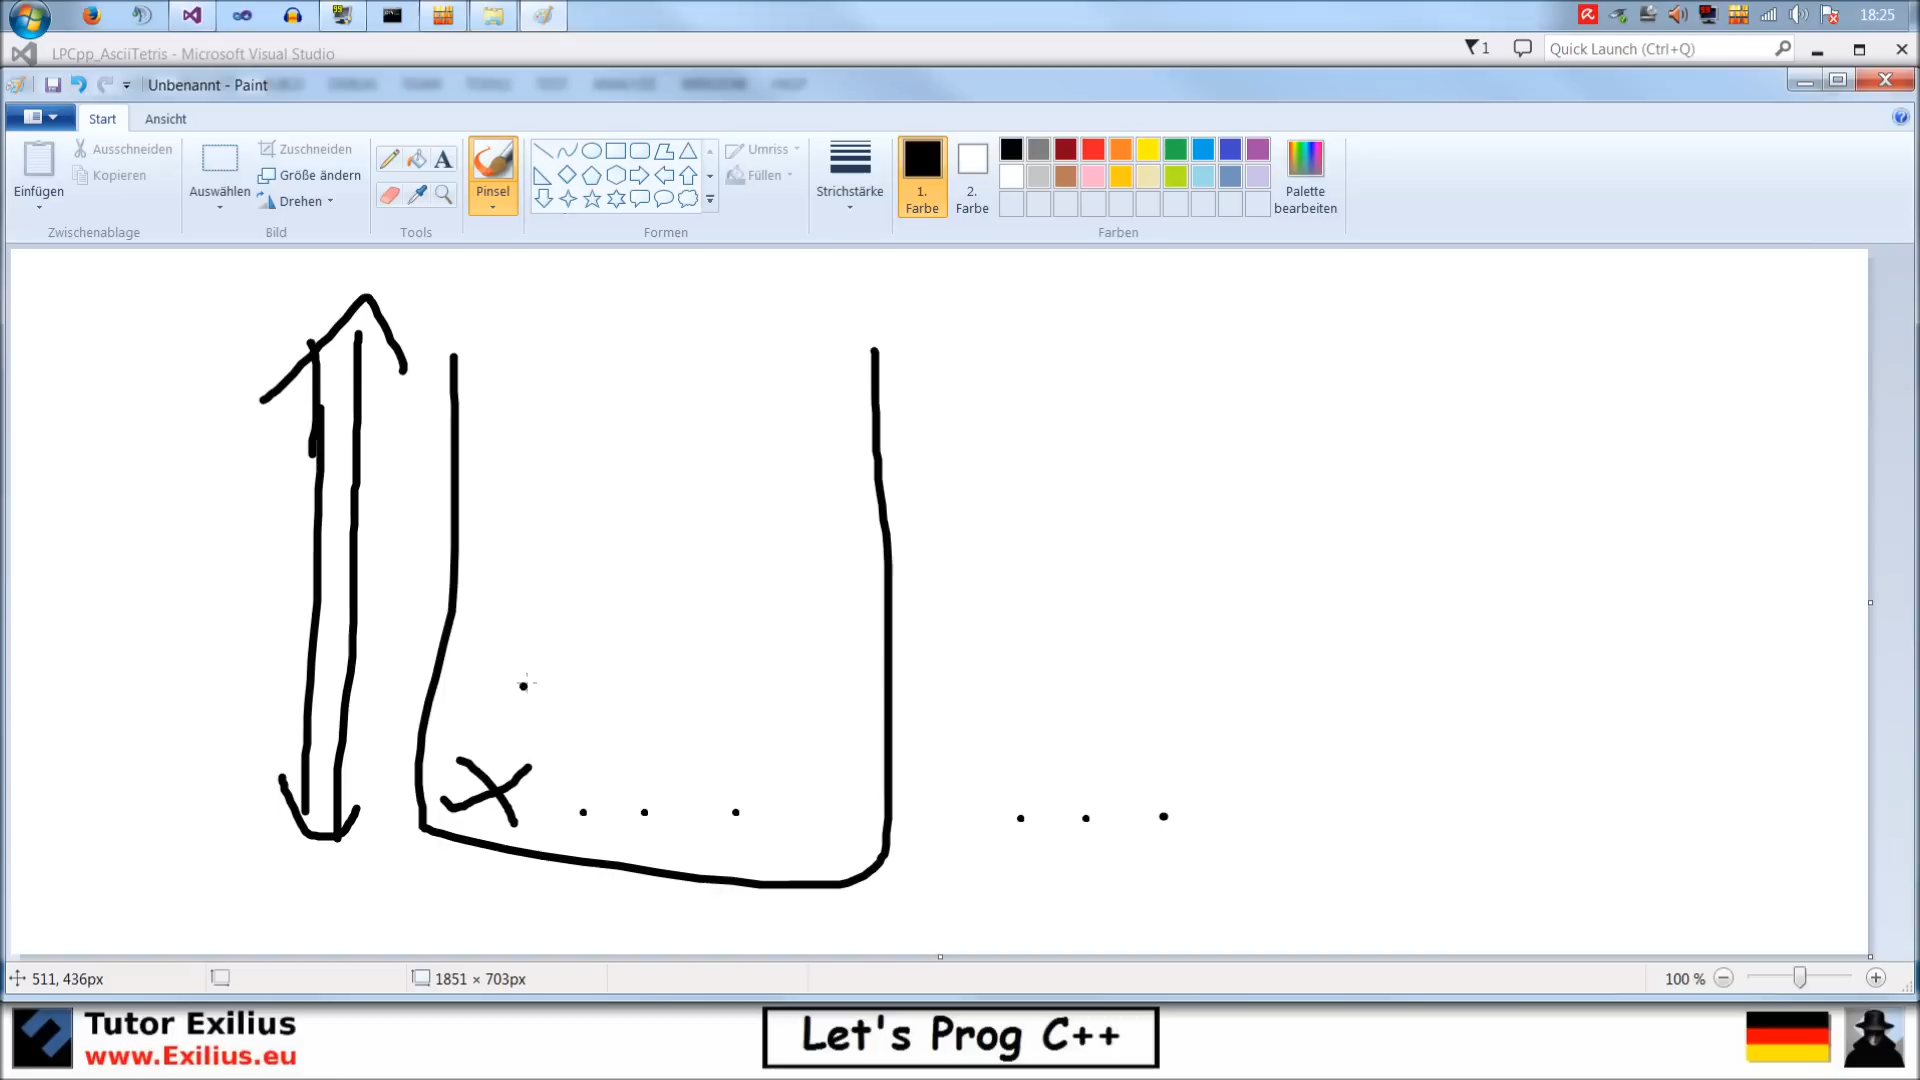 18:25
LPCpp_AsciiTetris - Microsoft Visual Studio
1
Quick Launch (Ctrl+Q)
Unbenannt - Paint
Start
Ansicht
Einfügen
Ausschneiden
Kopieren
Zwischenablage
Auswählen
Zuschneiden
Größe ändern
Drehen
Bild
A
Tools
Pinsel
Umriss
Füllen
Formen
Strichstärke
1.
Farbe
2.
Farbe
Palette
bearbeiten
Farben
X
511, 436px
1851 × 703px
100 %
Tutor Exilius
www.Exilius.eu
Let's Prog C++